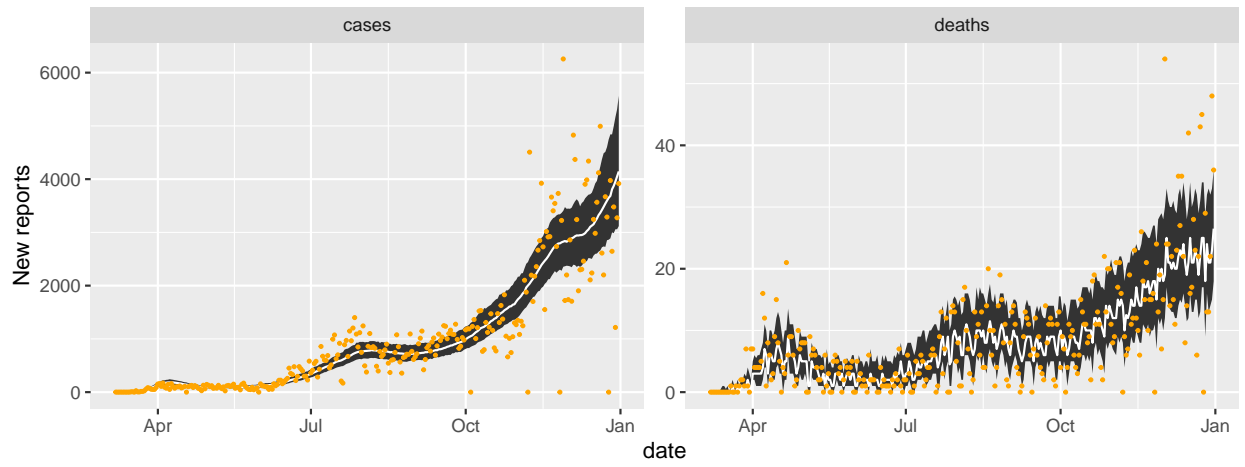 cases
deaths
New reports
6000
4000
2000
0
40
20
0
Apr
Jul
Oct
Jan
Apr
Jul
Oct
Jan
date